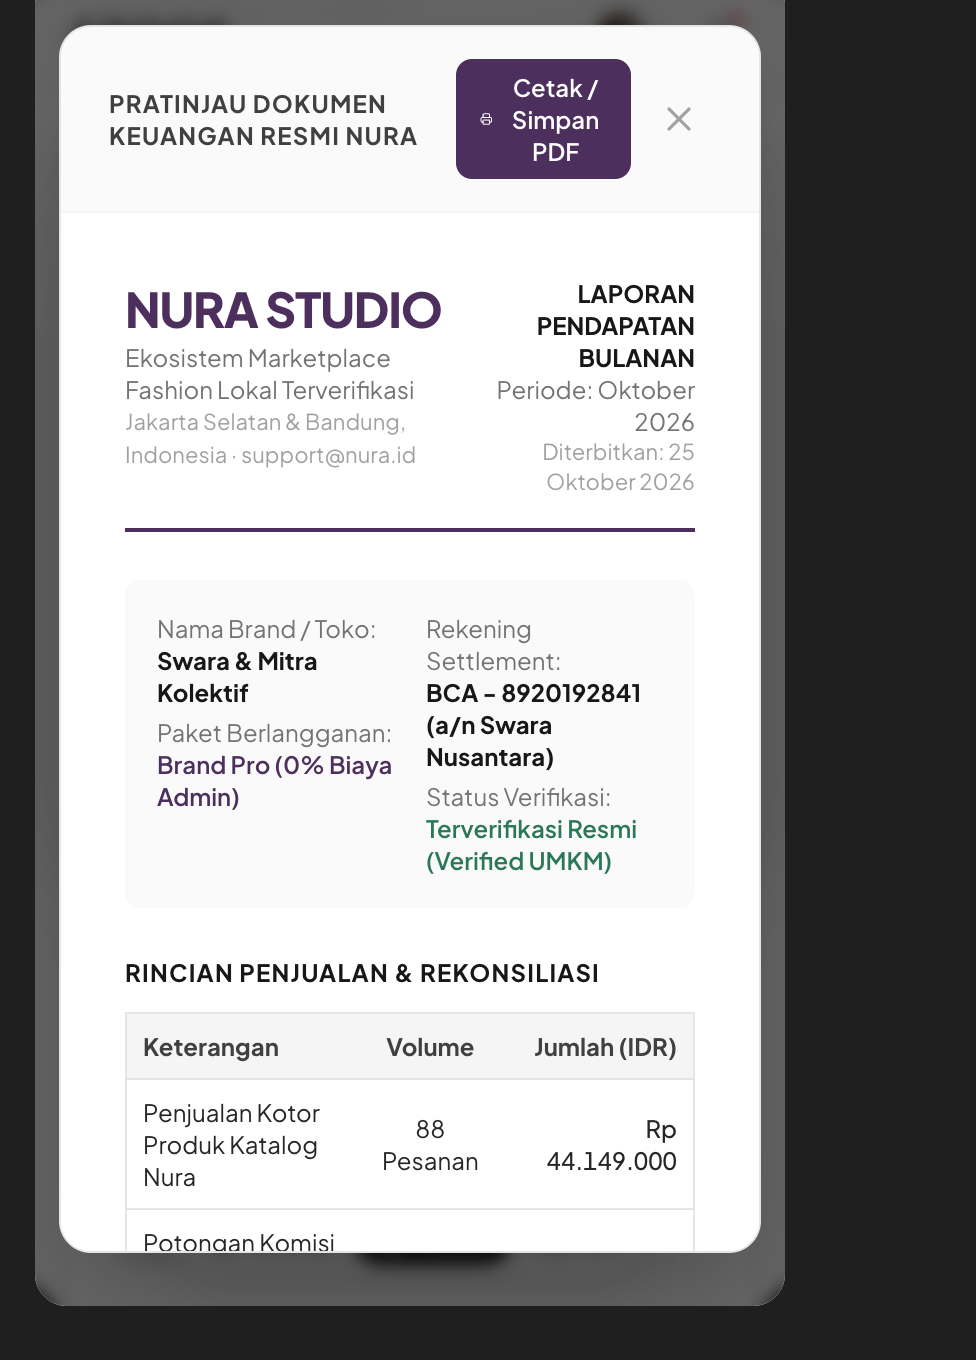 PRATINJAU DOKUMEN
KEUANGAN RESMI NURA
Cetak /
Simpan
PDF
NURA STUDIO
Ekosistem Marketplace
Fashion Lokal Terverifikasi
Jakarta Selatan & Bandung,
Indonesia · support@nura.id
LAPORAN
PENDAPATAN
BULANAN
Periode: Oktober
2026
Diterbitkan: 25
Oktober 2026
Nama Brand / Toko:
Swara & Mitra
Kolektif
Paket Berlangganan:
Brand Pro (0% Biaya
Admin)
Rekening
Settlement:
BCA - 8920192841
(a/n Swara
Nusantara)
Status Verifikasi:
Terverifikasi Resmi
(Verified UMKM)
RINCIAN PENJUALAN & REKONSILIASI
Keterangan Volume Jumlah (IDR)
Penjualan Kotor
Produk Katalog
Nura
88
Pesanan
Rp
44.149.000
Potongan Komisi